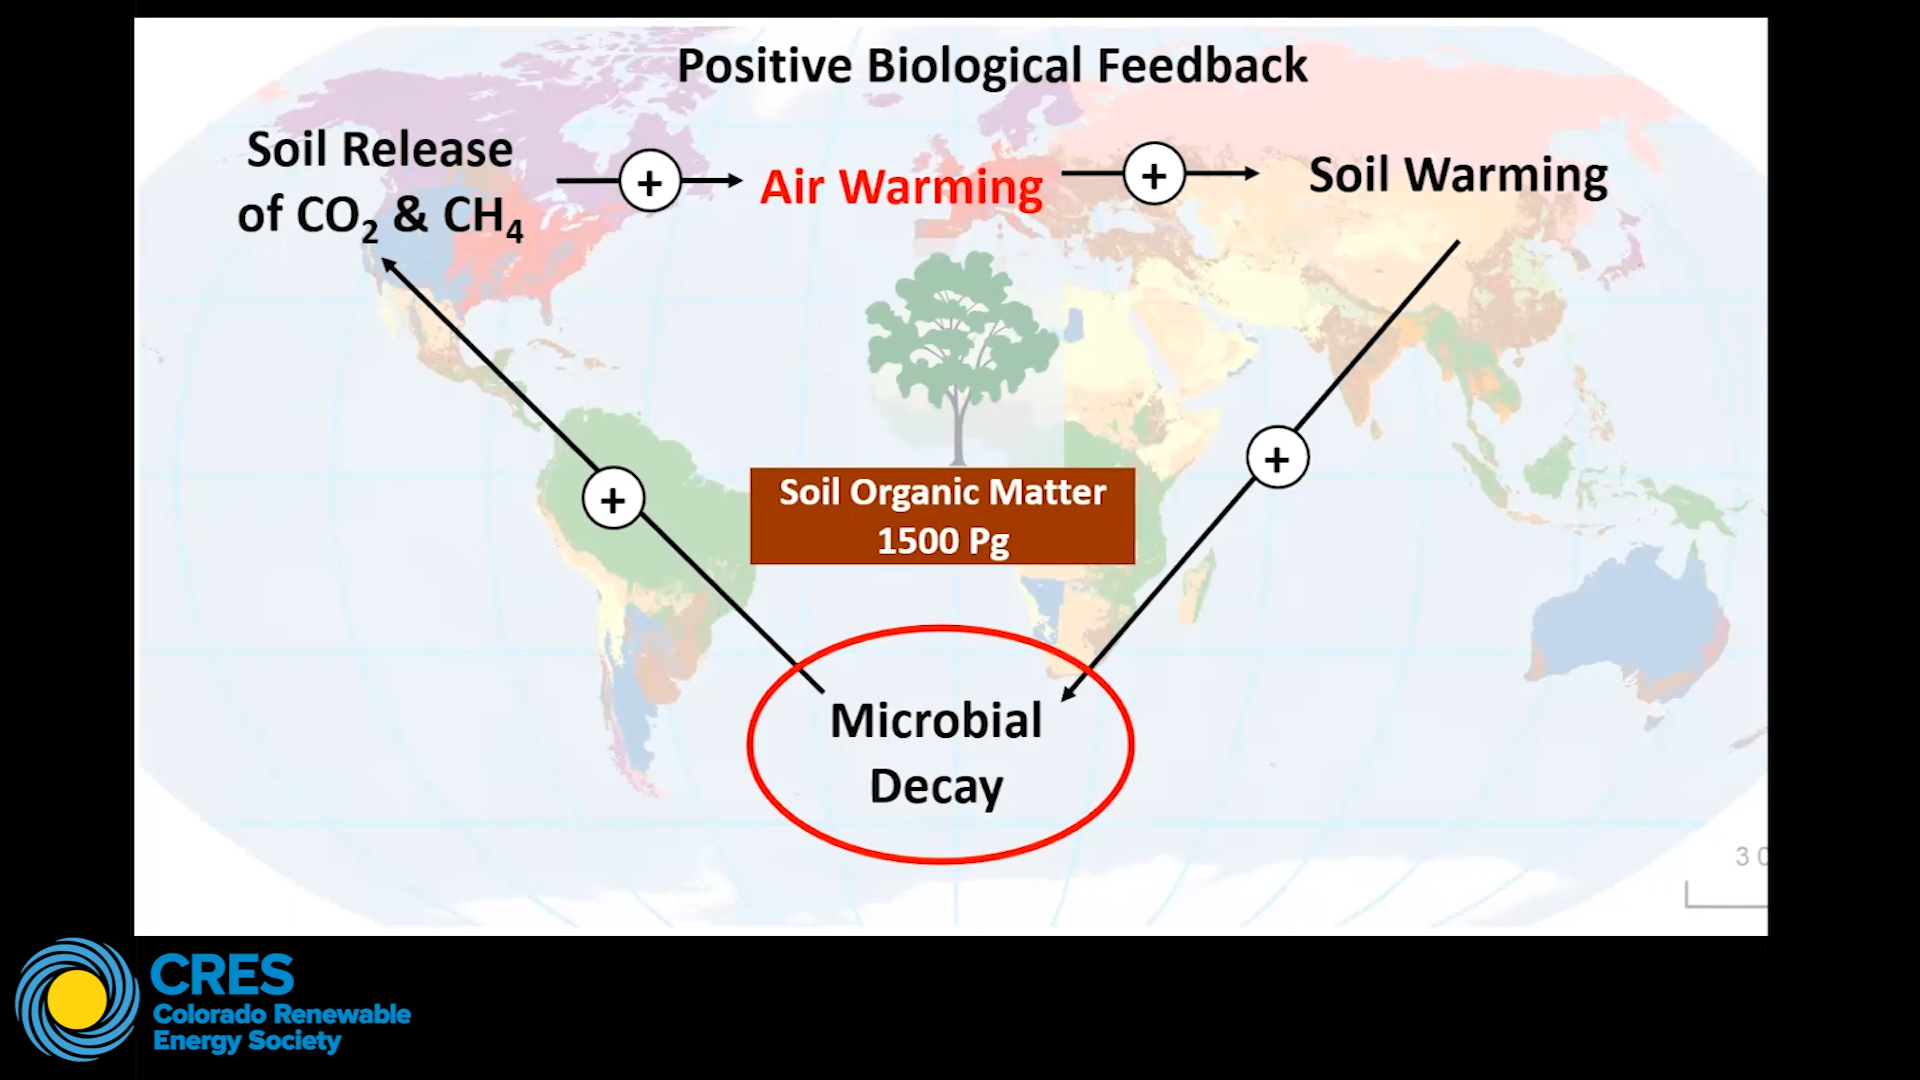 Positive Biological Feedback
Soil Release
of CO₂ & CH₄
+
Air Warming
+
Soil Warming
+
+
Soil Organic Matter
1500 Pg
Microbial
Decay
CRES
Colorado Renewable
Energy Society